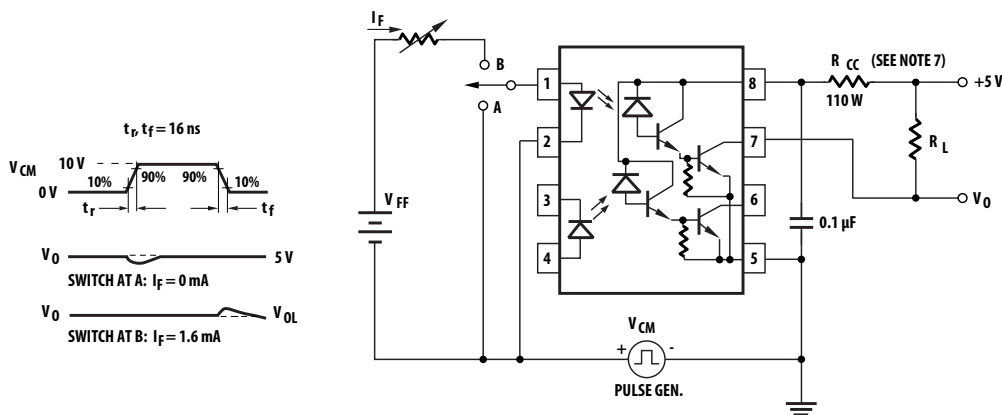 t_r, t_f = 16 ns
V_CM
10 V
0 V
10%
90%
90%
10%
t_r
t_f
V_O
5 V
SWITCH AT A: I_F = 0 mA
V_O
V_OL
SWITCH AT B: I_F = 1.6 mA
I_F
B
A
V_FF
1
2
3
4
8
7
6
5
R_CC (SEE NOTE 7)
110 W
+5 V
R_L
V_O
0.1 µF
V_CM
+
-
PULSE GEN.